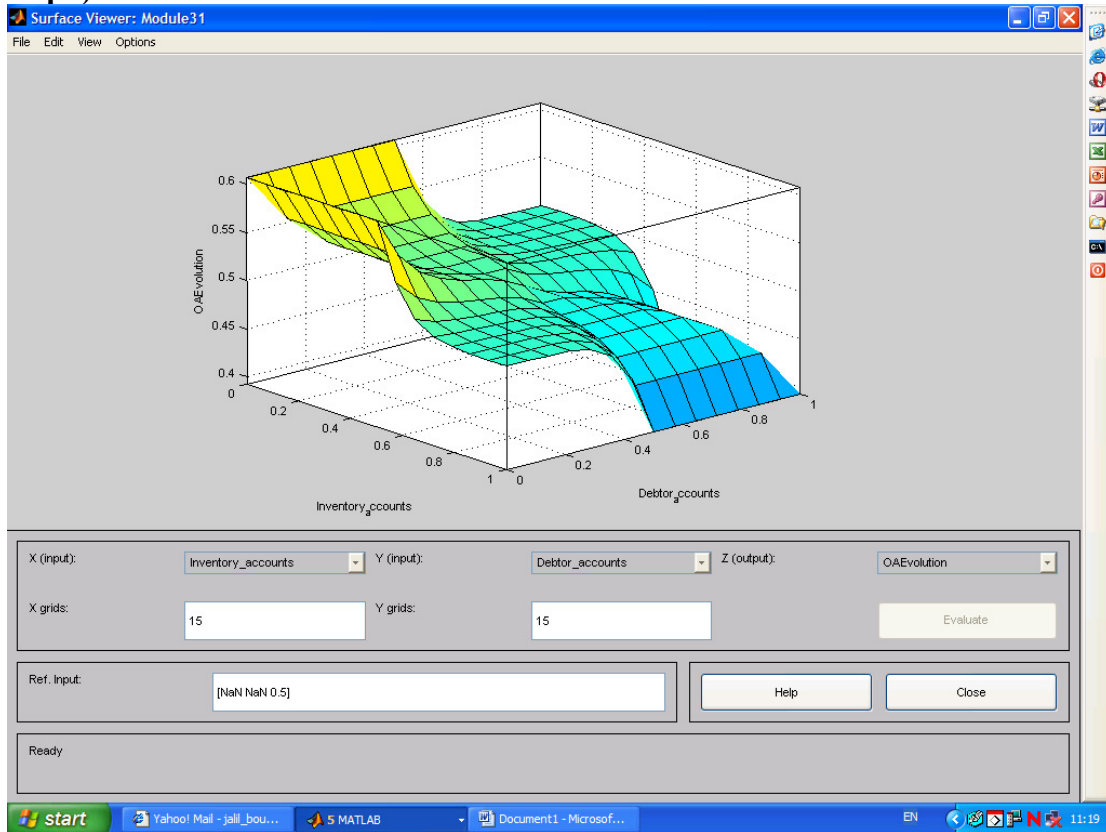 Surface Viewer: Module31
File Edit View Options
0.6
0.55
0.5
0.45
0.4
OAEvolution
0
0.2
0.4
0.6
0.8
1
0
0.2
0.4
0.6
0.8
1
Inventory_accounts
Debtor_accounts
X (input):
Inventory_accounts
Y (input):
Debtor_accounts
Z (output):
OAEvolution
X grids:
15
Y grids:
15
Evaluate
Ref. Input:
[NaN NaN 0.5]
Help
Close
Ready
start
Yahoo! Mail - jalil_bou...
5 MATLAB
Document1 - Microsof...
EN
11:19